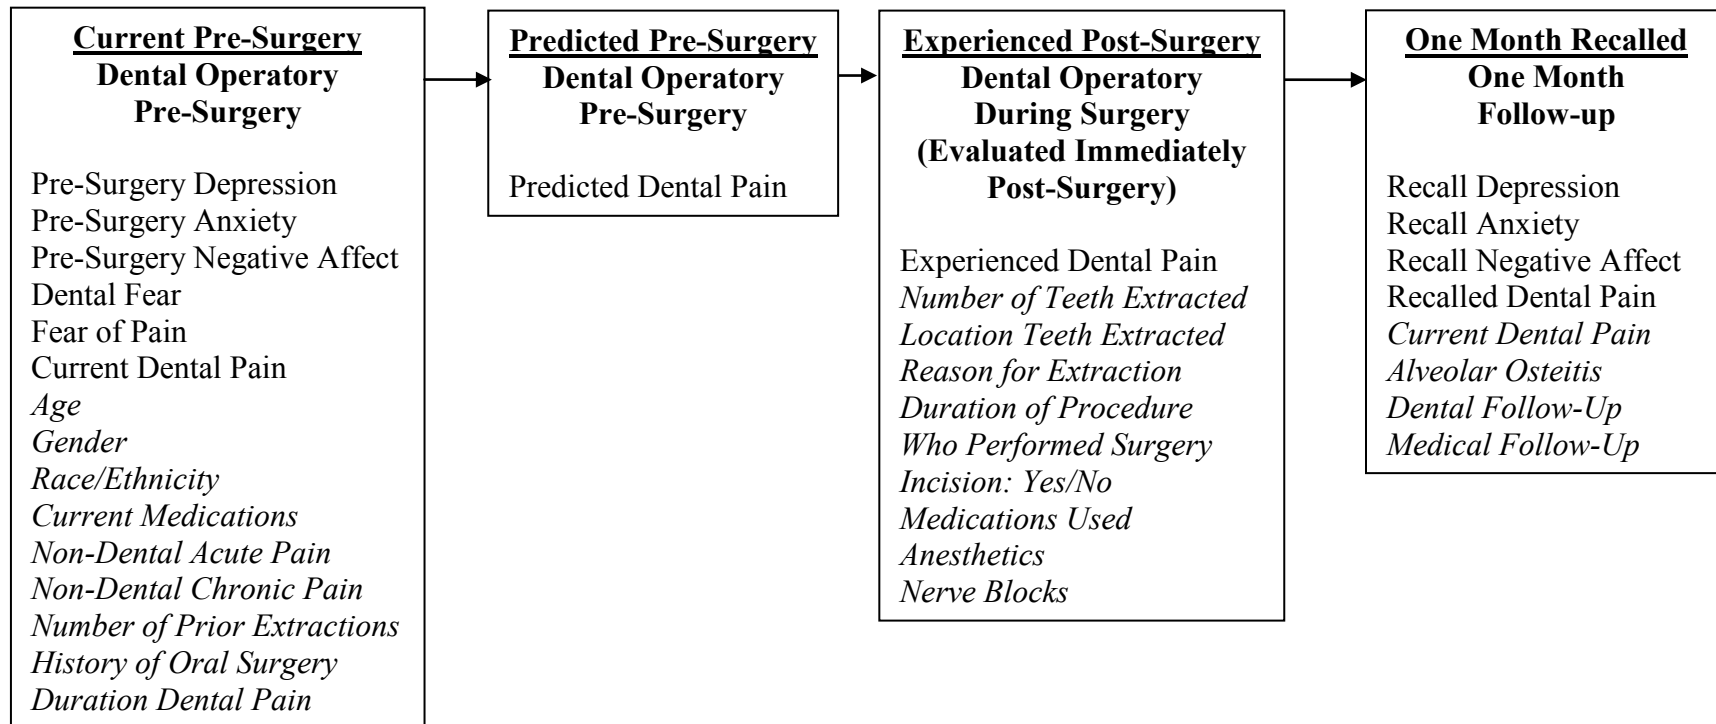 Current Pre-Surgery
Dental Operatory
Pre-Surgery
Pre-Surgery Depression
Pre-Surgery Anxiety
Pre-Surgery Negative Affect
Dental Fear
Fear of Pain
Current Dental Pain
Age
Gender
Race/Ethnicity
Current Medications
Non-Dental Acute Pain
Non-Dental Chronic Pain
Number of Prior Extractions
History of Oral Surgery
Duration Dental Pain
Predicted Pre-Surgery
Dental Operatory
Pre-Surgery
Predicted Dental Pain
Experienced Post-Surgery
Dental Operatory
During Surgery
(Evaluated Immediately
Post-Surgery)
Experienced Dental Pain
Number of Teeth Extracted
Location Teeth Extracted
Reason for Extraction
Duration of Procedure
Who Performed Surgery
Incision: Yes/No
Medications Used
Anesthetics
Nerve Blocks
One Month Recalled
One Month
Follow-up
Recall Depression
Recall Anxiety
Recall Negative Affect
Recalled Dental Pain
Current Dental Pain
Alveolar Osteitis
Dental Follow-Up
Medical Follow-Up